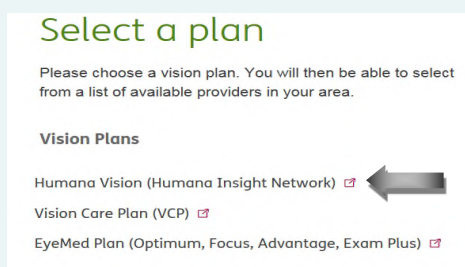 Select a plan
Please choose a vision plan. You will then be able to select
from a list of available providers in your area.
Vision Plans
Humana Vision (Humana Insight Network)
Vision Care Plan (VCP)
EyeMed Plan (Optimum, Focus, Advantage, Exam Plus)